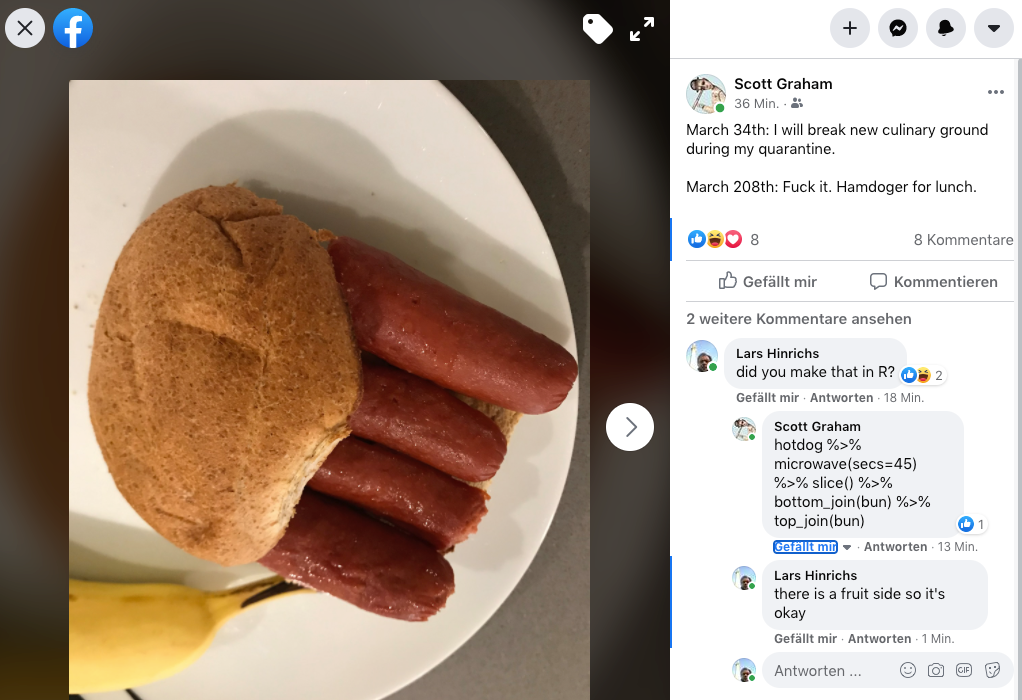 Scott Graham
36 Min. ·
March 34th: I will break new culinary ground
during my quarantine.
March 208th: Fuck it. Hamdoger for lunch.
8
8 Kommentare
Gefällt mir
Kommentieren
2 weitere Kommentare ansehen
Lars Hinrichs
did you make that in R?
2
Gefällt mir · Antworten · 18 Min.
Scott Graham
hotdog %>%
microwave(secs=45)
%>% slice() %>%
bottom_join(bun) %>%
top_join(bun)
1
Gefällt mir · Antworten · 13 Min.
Lars Hinrichs
there is a fruit side so it's
okay
Gefällt mir · Antworten · 1 Min.
Antworten ...
GIF